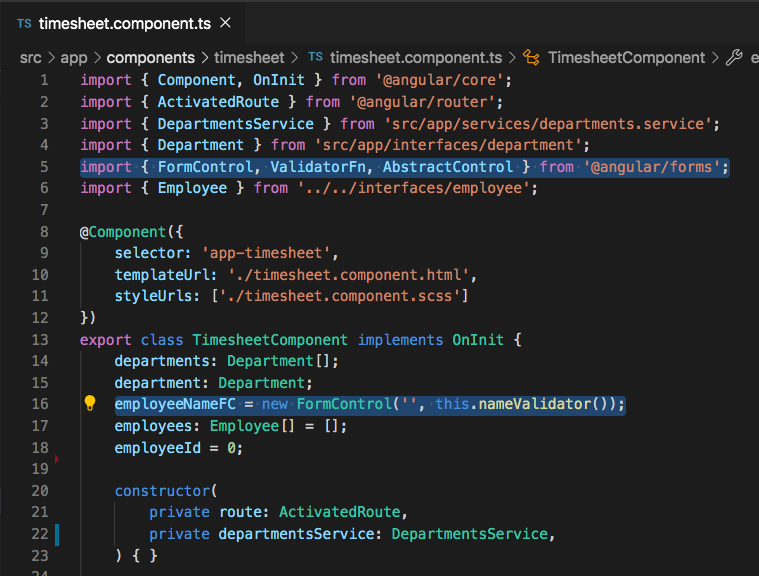 TS timesheet.component.ts ×
src > app > components > timesheet > TS timesheet.component.ts > TimesheetComponent > e
1 import { Component, OnInit } from '@angular/core';
2 import { ActivatedRoute } from '@angular/router';
3 import { DepartmentsService } from 'src/app/services/departments.service';
4 import { Department } from 'src/app/interfaces/department';
5 import { FormControl, ValidatorFn, AbstractControl } from '@angular/forms';
6 import { Employee } from '../../interfaces/employee';
7
8 @Component({
9     selector: 'app-timesheet',
10     templateUrl: './timesheet.component.html',
11     styleUrls: ['./timesheet.component.scss']
12 })
13 export class TimesheetComponent implements OnInit {
14     departments: Department[];
15     department: Department;
16     employeeNameFC = new FormControl('', this.nameValidator());
17     employees: Employee[] = [];
18     employeeId = 0;
19
20     constructor(
21         private route: ActivatedRoute,
22         private departmentsService: DepartmentsService,
23     ) { }
24